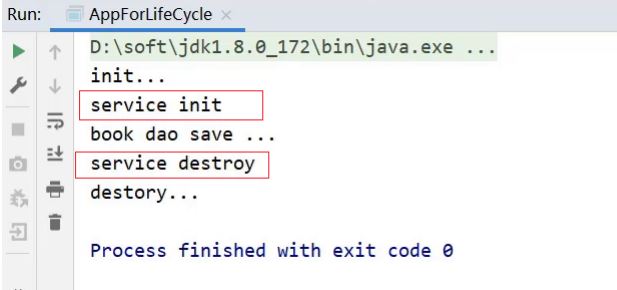 Run: AppForLifeCycle ×
D:\soft\jdk1.8.0_172\bin\java.exe ...
init...
service init
book dao save ...
service destroy
destory...
Process finished with exit code 0